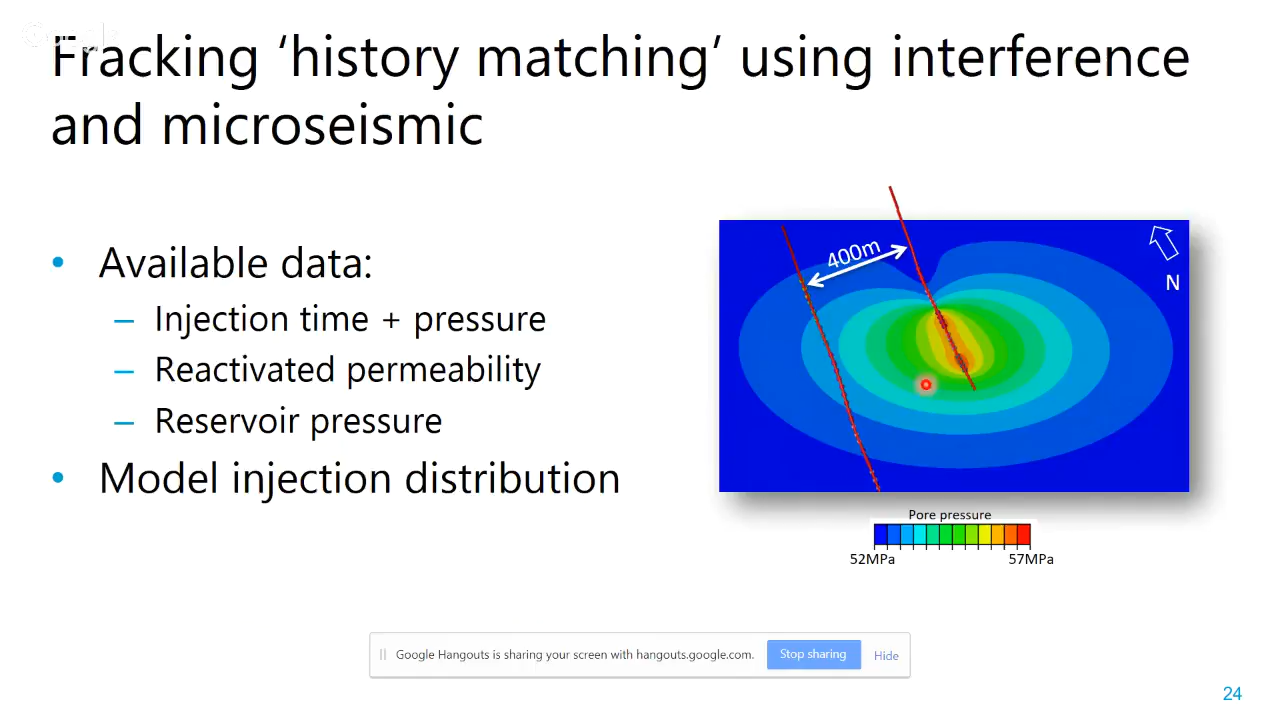 Fracking ‘history matching’ using interference
and microseismic
• Available data:
– Injection time + pressure
– Reactivated permeability
– Reservoir pressure
• Model injection distribution
400m
N
Pore pressure
52MPa 57MPa
Google Hangouts is sharing your screen with hangouts.google.com. Stop sharing Hide
24